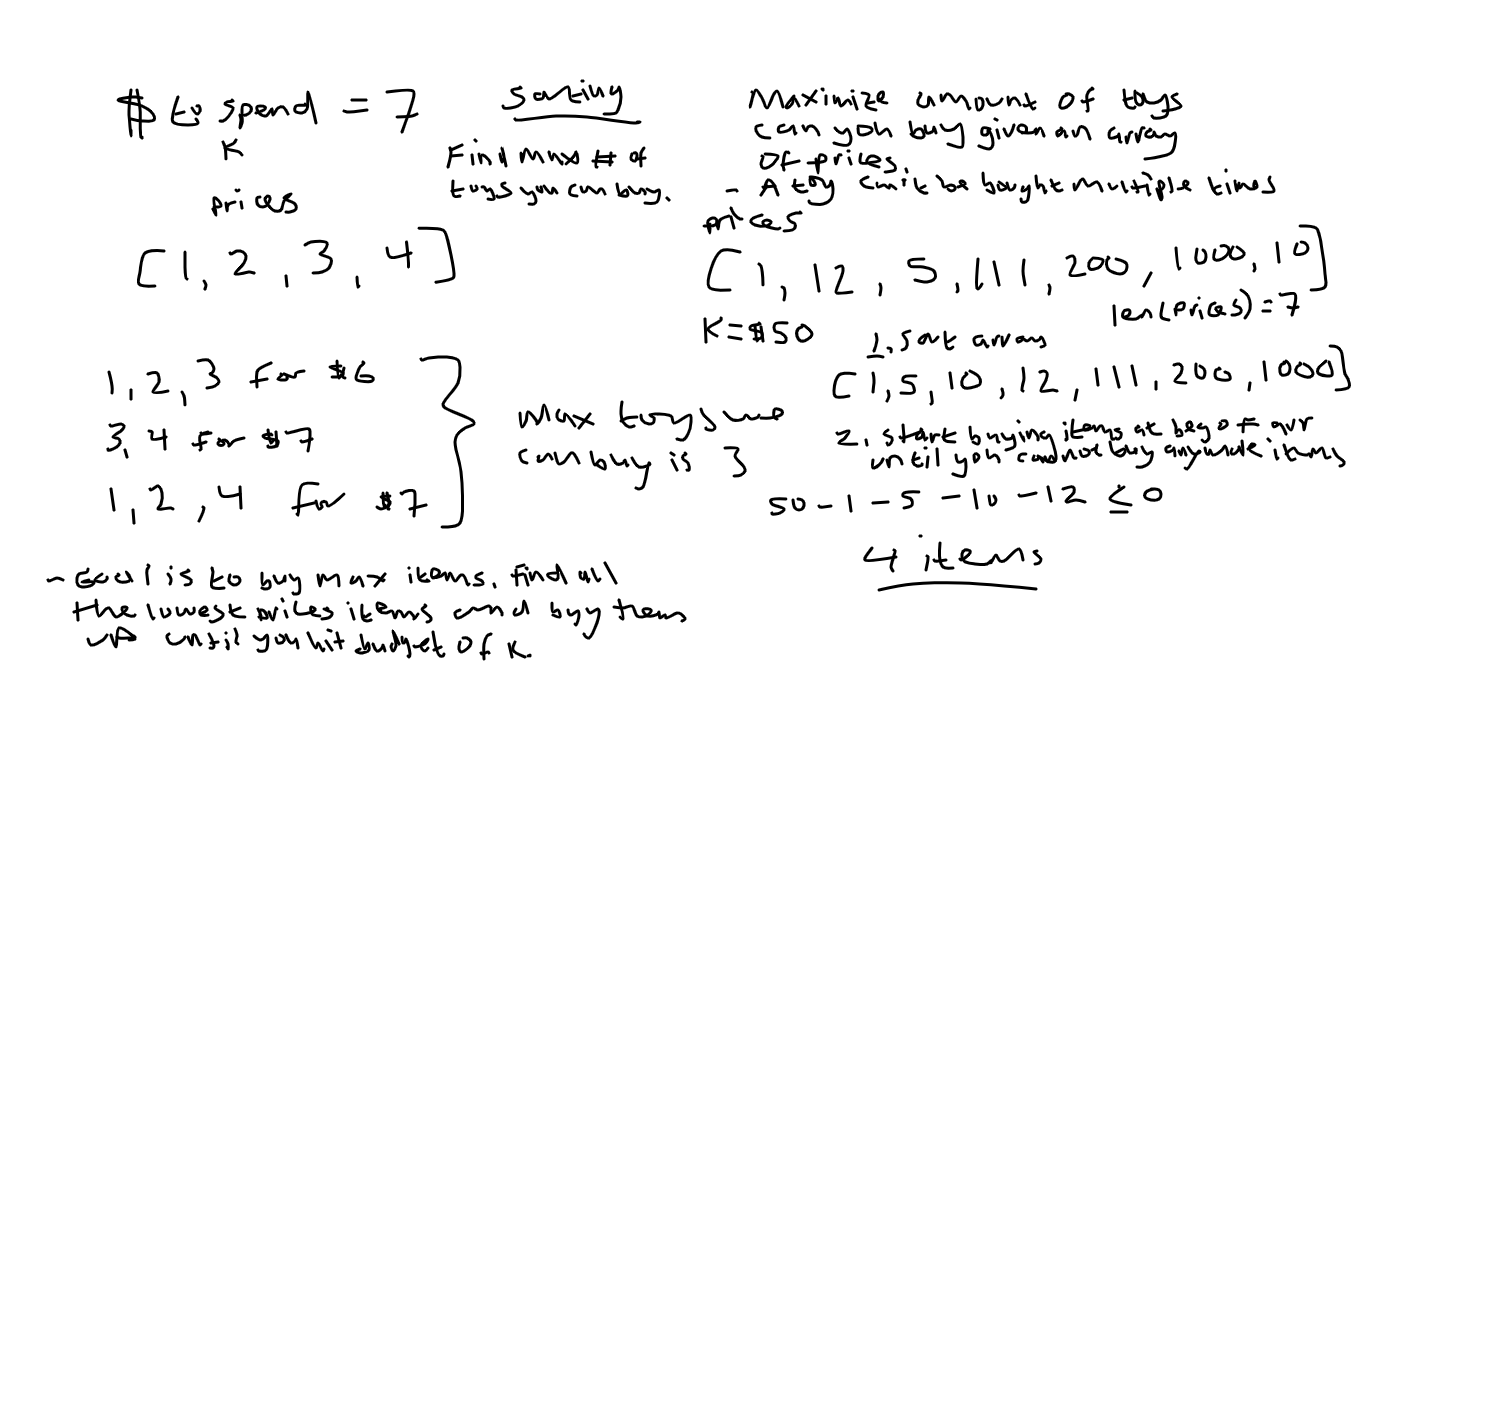 $ to spend = 7
K
Sorting
Find max # of
toys you can buy.
prices
[1, 2, 3, 4]
1, 2, 3 for $6
3, 4 for $7
1, 2, 4 for $7
max toys we
can buy is 3
- Goal is to buy max items. Find all
the lowest prices items and byy them
up until you hit budget of K.
Maximize amount of toys
can you buy given an array
of prices.
- A toy can't be bought multiple times
prices
[1, 12, 5, 111, 200, 1000, 10]
len(prices) = 7
K = $50
1. Sort array
[1, 5, 10, 12, 111, 200, 1000]
2. start buying items at beg of arr
until you cannot buy anymore items
50 - 1 - 5 - 10 - 12 ≤ 0
4 items